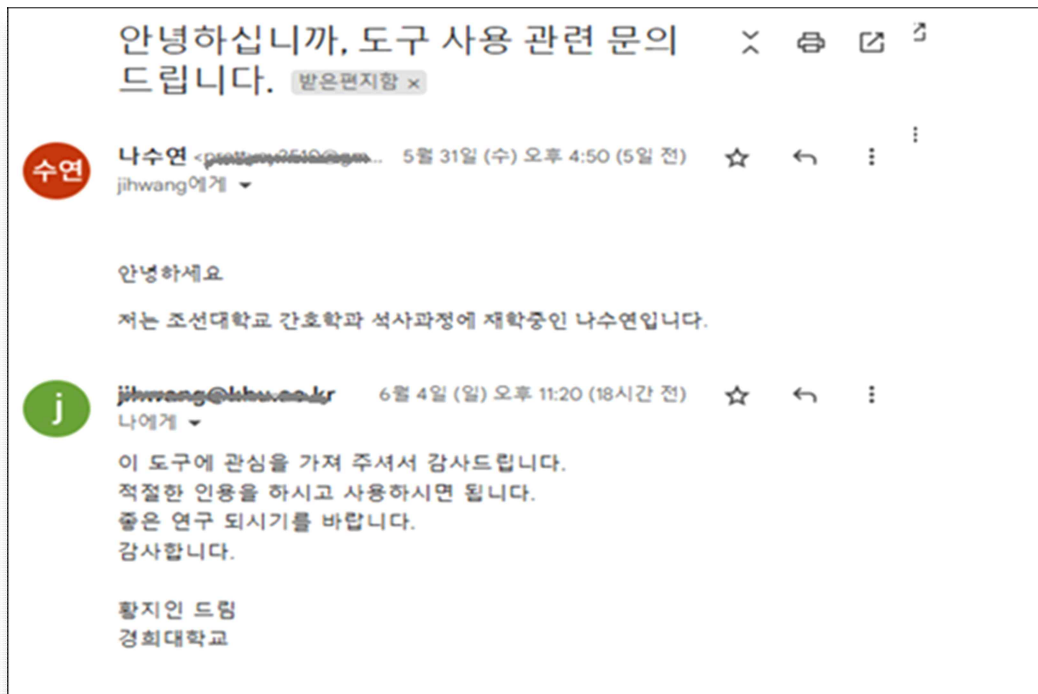 안녕하십니까, 도구 사용 관련 문의
드립니다. 받은편지함 ×
수연
나수연 5월 31일 (수) 오후 4:50 (5일 전)
jihwang에게
안녕하세요
저는 조선대학교 간호학과 석사과정에 재학중인 나수연입니다.
j
6월 4일 (일) 오후 11:20 (18시간 전)
나에게
이 도구에 관심을 가져 주셔서 감사드립니다.
적절한 인용을 하시고 사용하시면 됩니다.
좋은 연구 되시기를 바랍니다.
감사합니다.
황지인 드림
경희대학교